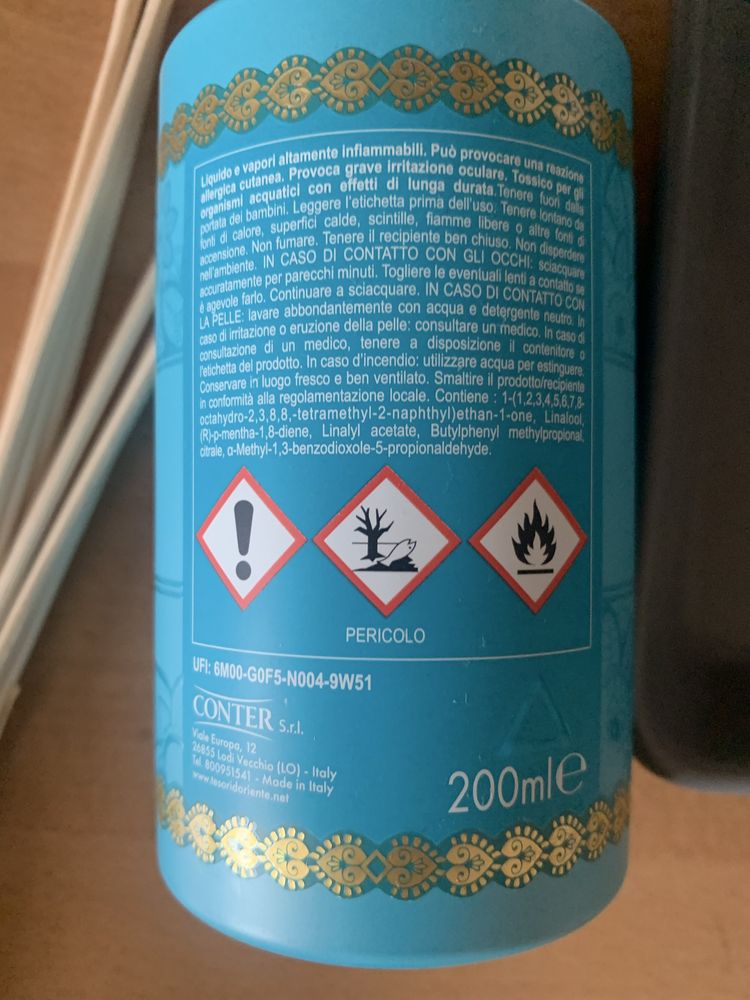 Liquido e vapori altamente infiammabili. Può provocare una reazione
allergica cutanea. Provoca grave irritazione oculare. Tossico per gli
organismi acquatici con effetti di lunga durata.Tenere fuori dalla
portata dei bambini. Leggere l'etichetta prima dell'uso. Tenere lontano da
fonti di calore, superfici calde, scintille, fiamme libere o altre fonti di
accensione. Non fumare. Tenere il recipiente ben chiuso. Non disperdere
nell'ambiente. IN CASO DI CONTATTO CON GLI OCCHI: sciacquare
accuratamente per parecchi minuti. Togliere le eventuali lenti a contatto se
è agevole farlo. Continuare a sciacquare. IN CASO DI CONTATTO CON
LA PELLE: lavare abbondantemente con acqua e detergente neutro. In
caso di irritazione o eruzione della pelle: consultare un medico. In caso di
consultazione di un medico, tenere a disposizione il contenitore o
l'etichetta del prodotto. In caso d'incendio: utilizzare acqua per estinguere.
Conservare in luogo fresco e ben ventilato. Smaltire il prodotto/recipiente
in conformità alla regolamentazione locale. Contiene : 1-(1,2,3,4,5,6,7,8-
octahydro-2,3,8,8,-tetramethyl-2-naphthyl)ethan-1-one, Linalool,
(R)-p-mentha-1,8-diene, Linalyl acetate, Butylphenyl methylpropional,
citrale, α-Methyl-1,3-benzodioxole-5-propionaldehyde.
PERICOLO
UFI: 6M00-G0F5-N004-9W51
CONTER S.r.l.
Viale Europa, 12
26855 Lodi Vecchio (LO) - Italy
Tel. 800951541 - Made in Italy
www.tesoridoriente.net
200ml℮